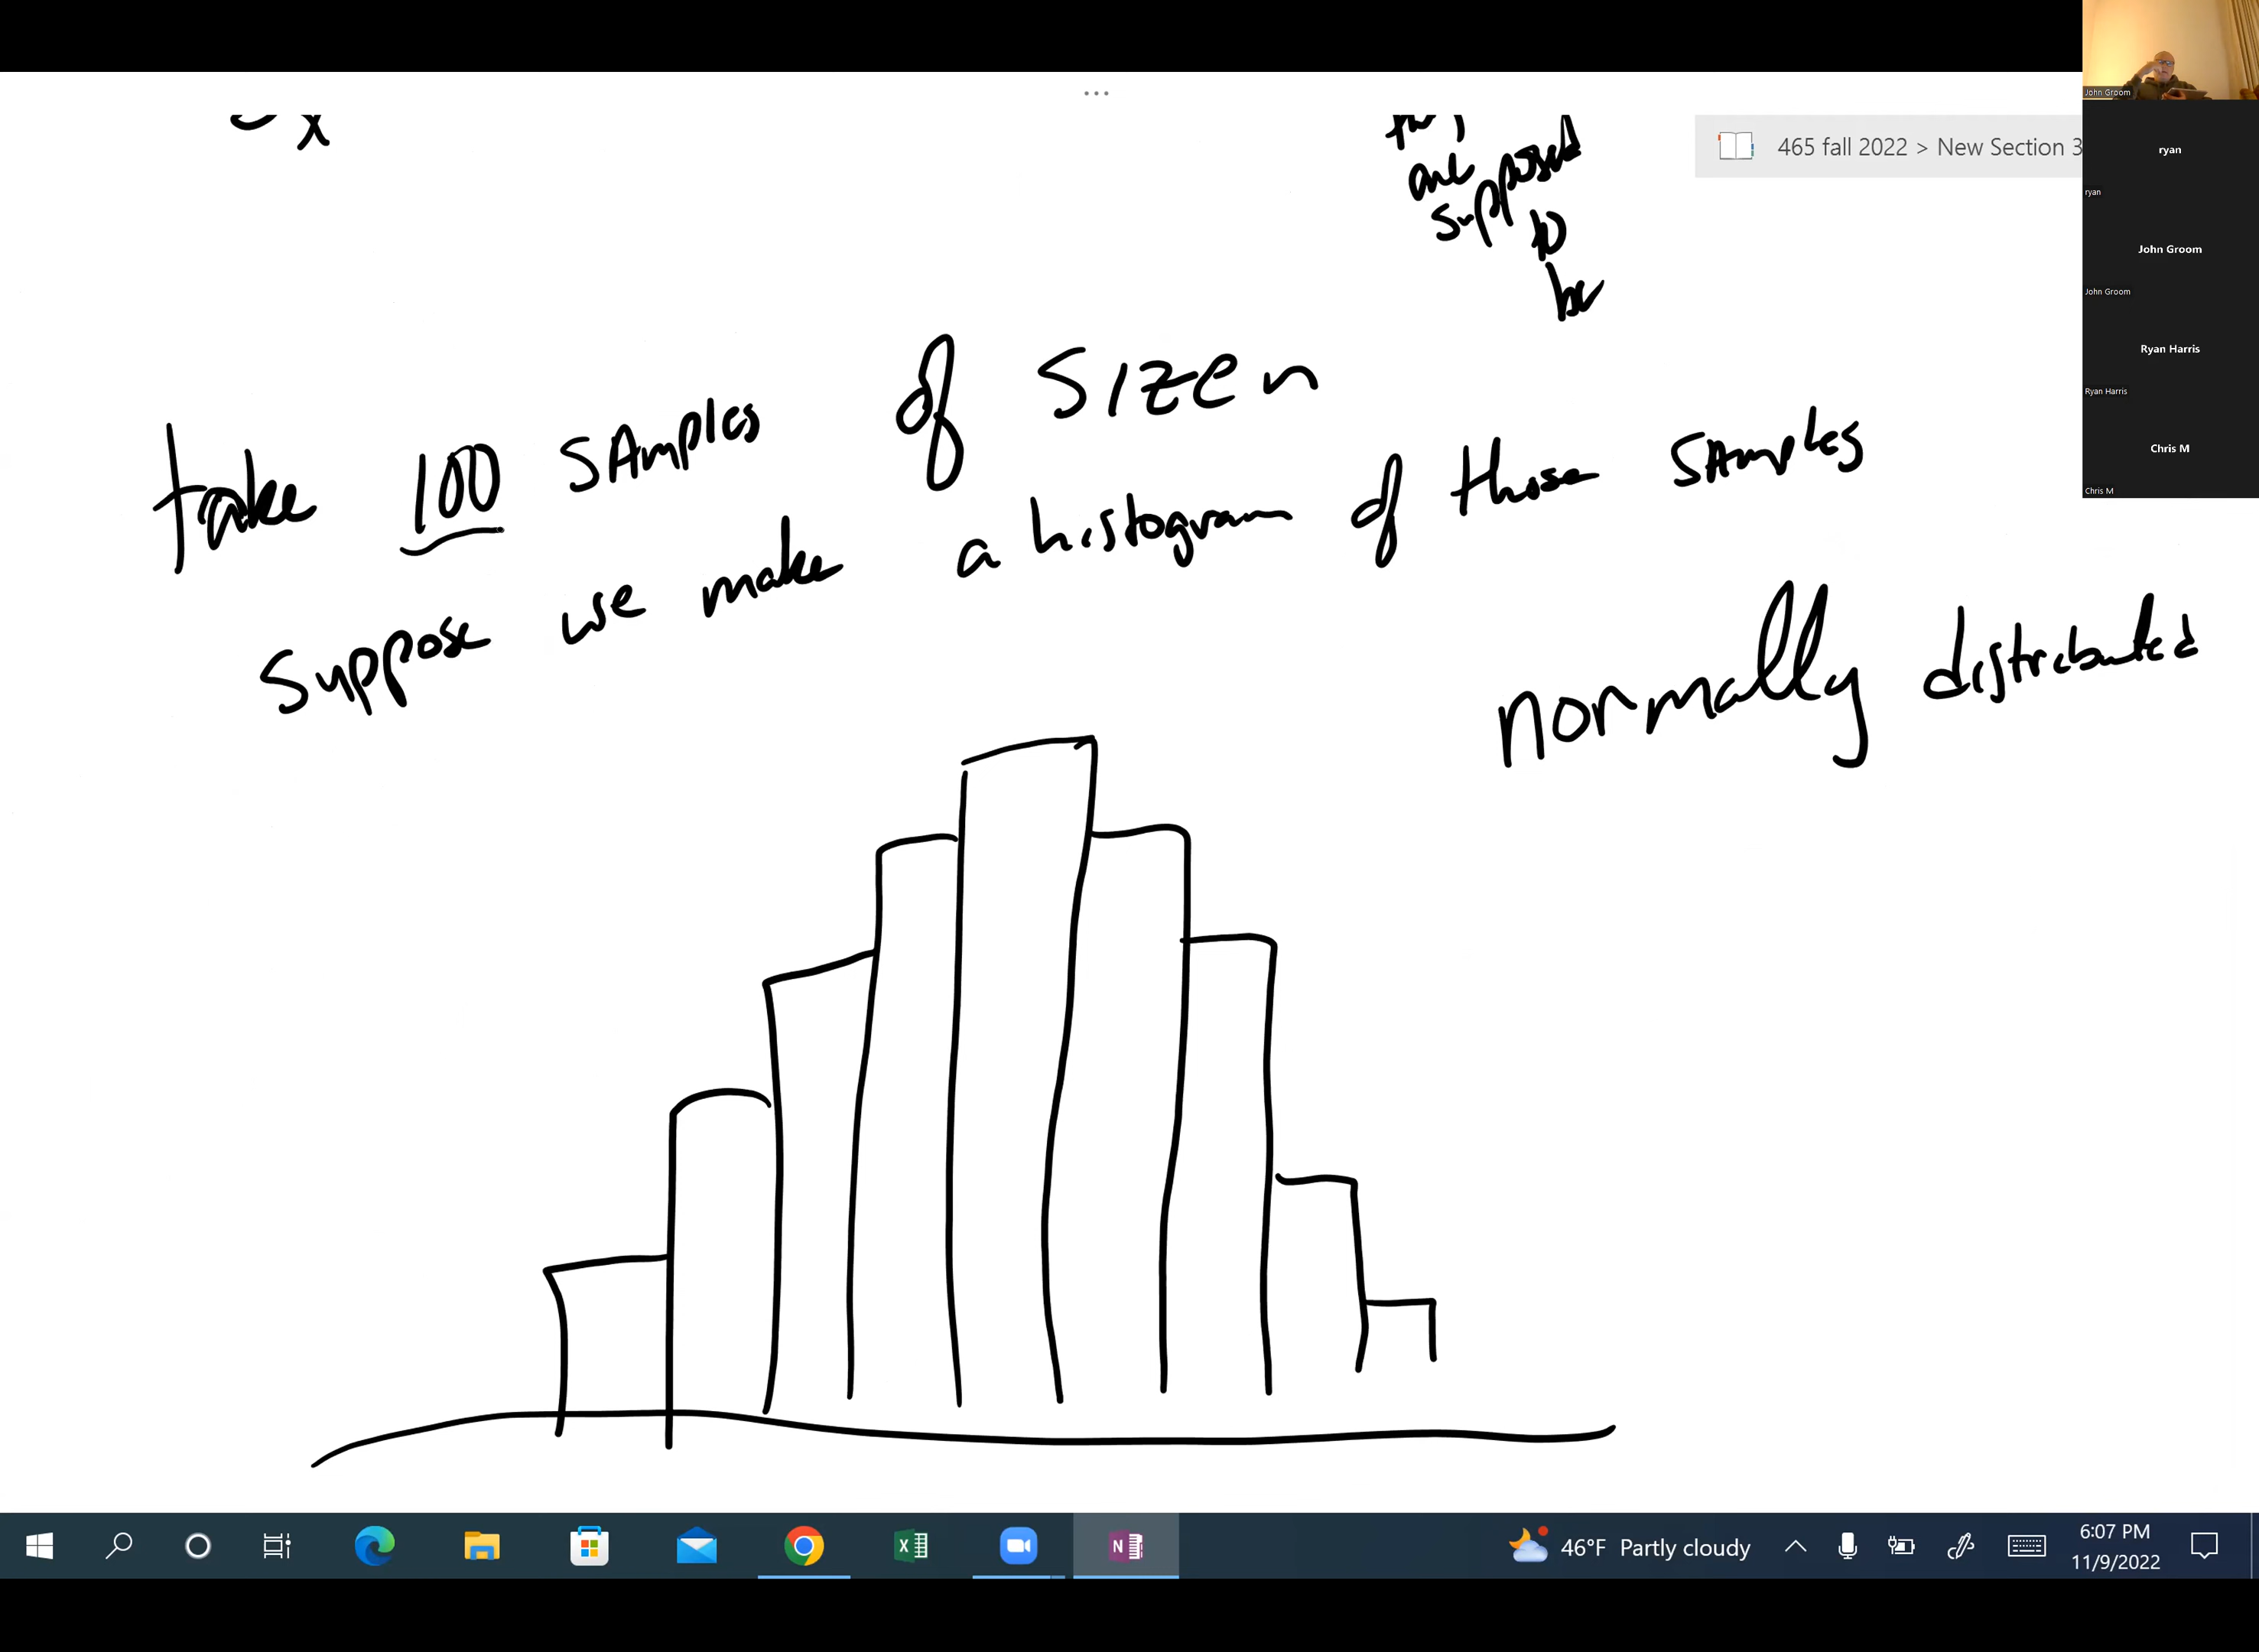 465 fall 2022 > New Section 3
John Groom
ryan
ryan
John Groom
John Groom
Ryan Harris
Ryan Harris
Chris M
Chris M
x
are
supposed
to
be
take 100 SAmples of SIZE n
Suppose we make a histogram of those SAmples
normally distributed
46°F Partly cloudy
6:07 PM
11/9/2022